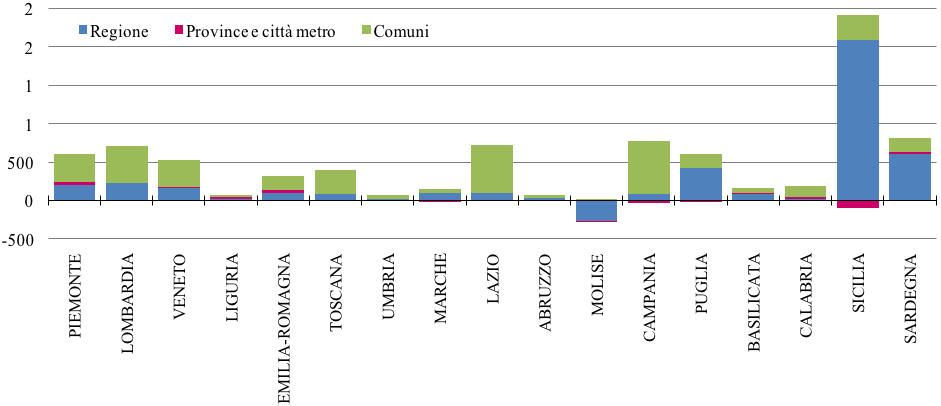 2
Regione Province e città metro Comuni
2
1
1
500
0
-500
PIEMONTE
LOMBARDIA
VENETO
LIGURIA
EMILIA-ROMAGNA
TOSCANA
UMBRIA
MARCHE
LAZIO
ABRUZZO
MOLISE
CAMPANIA
PUGLIA
BASILICATA
CALABRIA
SICILIA
SARDEGNA